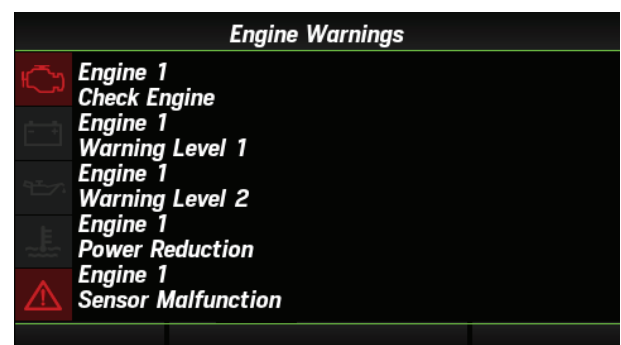 Engine Warnings
Engine 1
Check Engine
Engine 1
Warning Level 1
Engine 1
Warning Level 2
Engine 1
Power Reduction
Engine 1
Sensor Malfunction